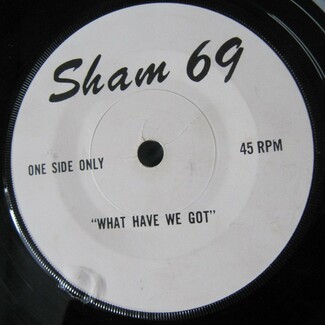 Sham 69
ONE SIDE ONLY
45 RPM
"WHAT HAVE WE GOT"